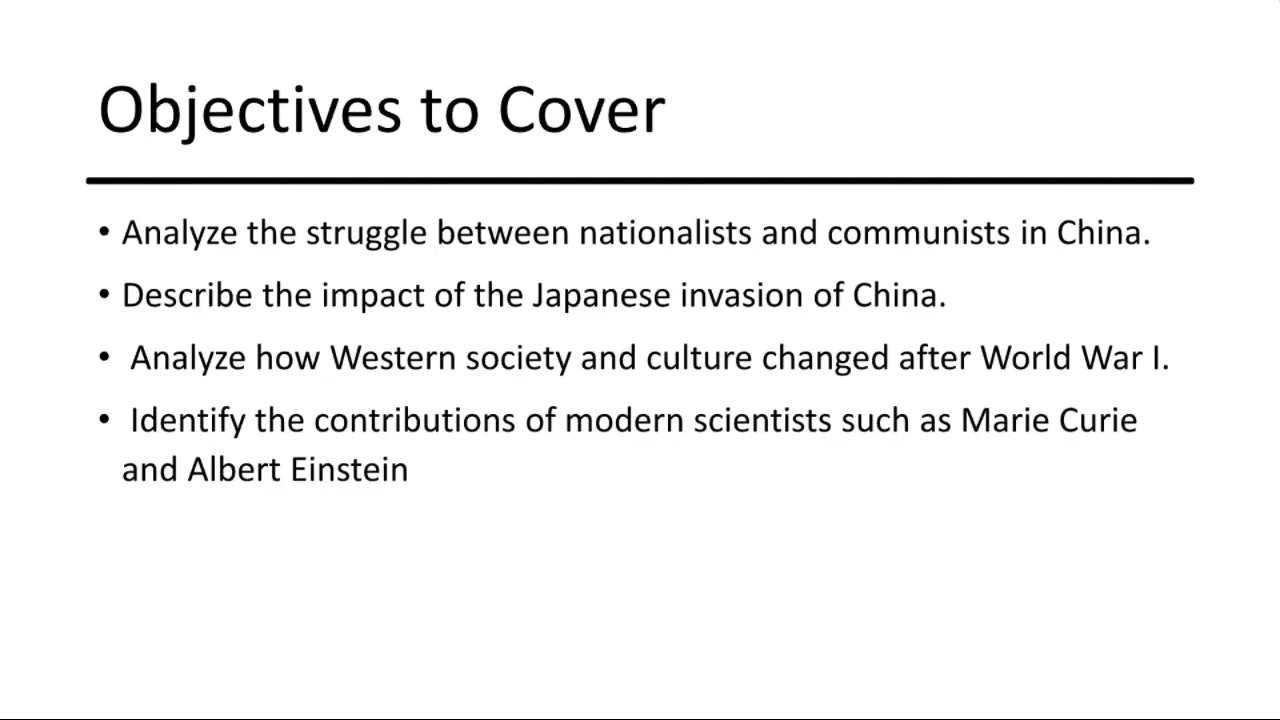 Objectives to Cover
• Analyze the struggle between nationalists and communists in China.
• Describe the impact of the Japanese invasion of China.
• Analyze how Western society and culture changed after World War I.
• Identify the contributions of modern scientists such as Marie Curie
and Albert Einstein